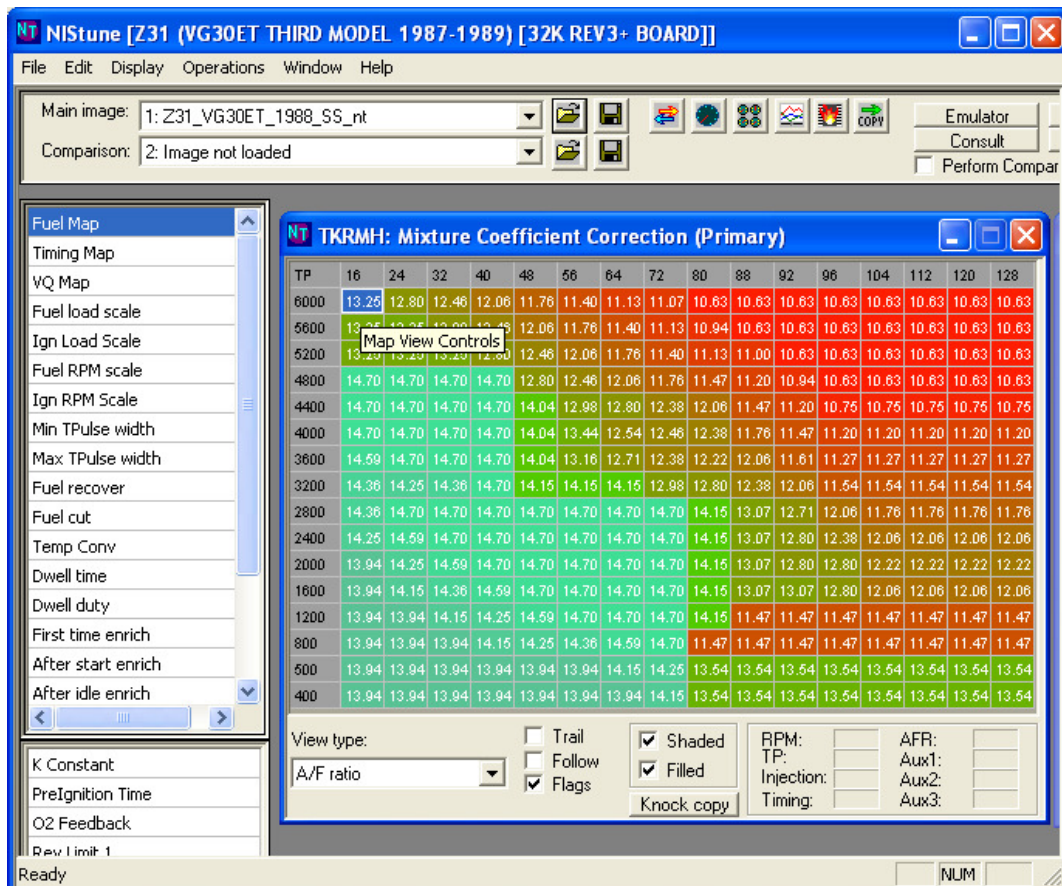 NIStune [Z31 (VG30ET THIRD MODEL 1987-1989) [32K REV3+ BOARD]]
File Edit Display Operations Window Help
Main image: 1: Z31_VG30ET_1988_SS_nt
COPY
Emulator
Comparison: 2: Image not loaded
Consult
Perform Compar
Fuel Map
Timing Map
VQ Map
Fuel load scale
Ign Load Scale
Fuel RPM scale
Ign RPM Scale
Min TPulse width
Max TPulse width
Fuel recover
Fuel cut
Temp Conv
Dwell time
Dwell duty
First time enrich
After start enrich
After idle enrich
K Constant
PreIgnition Time
O2 Feedback
Rev Limit 1
TKRMH: Mixture Coefficient Correction (Primary)
TP 16 24 32 40 48 56 64 72 80 88 92 96 104 112 120 128
6000 13.25 12.80 12.46 12.06 11.76 11.40 11.13 11.07 10.63 10.63 10.63 10.63 10.63 10.63 10.63 10.63
5600 12.06 11.76 11.40 11.13 10.94 10.63 10.63 10.63 10.63 10.63 10.63 10.63
Map View Controls
5200 12.46 12.06 11.76 11.40 11.13 11.00 10.63 10.63 10.63 10.63 10.63 10.63
4800 14.70 14.70 14.70 14.70 12.80 12.46 12.06 11.76 11.47 11.20 10.94 10.63 10.63 10.63 10.63 10.63
4400 14.70 14.70 14.70 14.70 14.04 12.98 12.80 12.38 12.06 11.47 11.20 10.75 10.75 10.75 10.75 10.75
4000 14.70 14.70 14.70 14.70 14.04 13.44 12.54 12.46 12.38 11.76 11.47 11.20 11.20 11.20 11.20 11.20
3600 14.59 14.70 14.70 14.70 14.04 13.16 12.71 12.38 12.22 12.06 11.61 11.27 11.27 11.27 11.27 11.27
3200 14.36 14.25 14.36 14.70 14.15 14.15 14.15 12.98 12.80 12.38 12.06 11.54 11.54 11.54 11.54 11.54
2800 14.36 14.70 14.70 14.70 14.70 14.70 14.70 14.70 14.15 13.07 12.71 12.06 11.76 11.76 11.76 11.76
2400 14.25 14.59 14.70 14.70 14.70 14.70 14.70 14.70 14.15 13.07 12.80 12.38 12.06 12.06 12.06 12.06
2000 13.94 14.25 14.59 14.70 14.70 14.70 14.70 14.70 14.15 13.07 12.80 12.80 12.22 12.22 12.22 12.22
1600 13.94 14.15 14.36 14.59 14.70 14.70 14.70 14.70 14.15 13.07 13.07 12.80 12.06 12.06 12.06 12.06
1200 13.94 13.94 14.15 14.25 14.59 14.70 14.70 14.70 14.15 11.47 11.47 11.47 11.47 11.47 11.47 11.47
800 13.94 13.94 13.94 14.15 14.25 14.36 14.59 14.70 11.47 11.47 11.47 11.47 11.47 11.47 11.47 11.47
500 13.94 13.94 13.94 13.94 13.94 13.94 14.15 14.25 13.54 13.54 13.54 13.54 13.54 13.54 13.54 13.54
400 13.94 13.94 13.94 13.94 13.94 13.94 13.94 14.15 13.54 13.54 13.54 13.54 13.54 13.54 13.54 13.54
View type:
A/F ratio
Trail
Follow
Flags
Shaded
Filled
Knock copy
RPM: AFR:
TP: Aux1:
Injection: Aux2:
Timing: Aux3:
Ready NUM